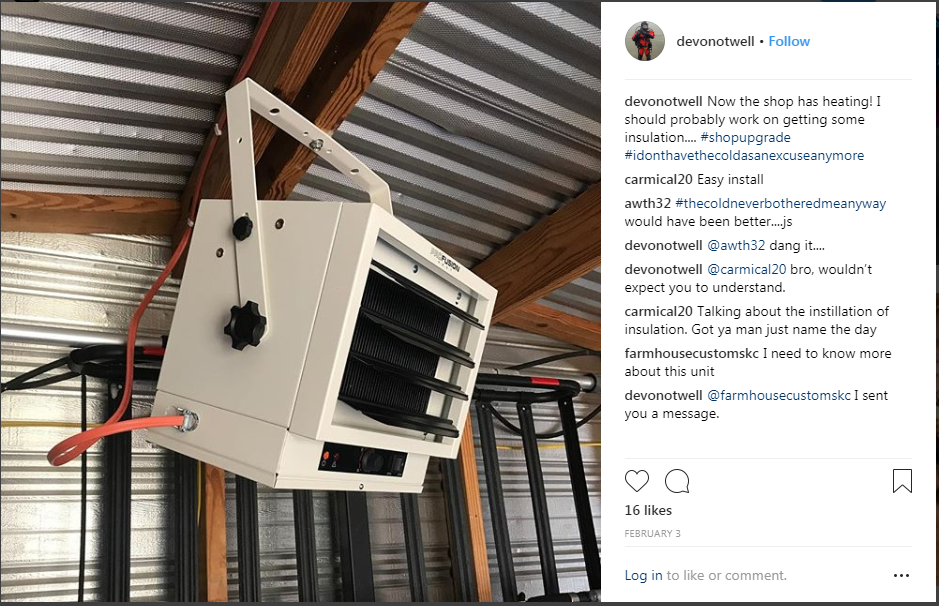 PROFUSION
devonotwell • Follow
devonotwell Now the shop has heating! I
should probably work on getting some
insulation.... #shopupgrade
#idonthavethecoldasanexcuseanymore
carmical20 Easy install
awth32 #thecoldneverbotheredmeanyway
would have been better....js
devonotwell @awth32 dang it....
devonotwell @carmical20 bro, wouldn't
expect you to understand.
carmical20 Talking about the instillation of
insulation. Got ya man just name the day
farmhousecustomskc I need to know more
about this unit
devonotwell @farmhousecustomskc I sent
you a message.
16 likes
FEBRUARY 3
Log in to like or comment.